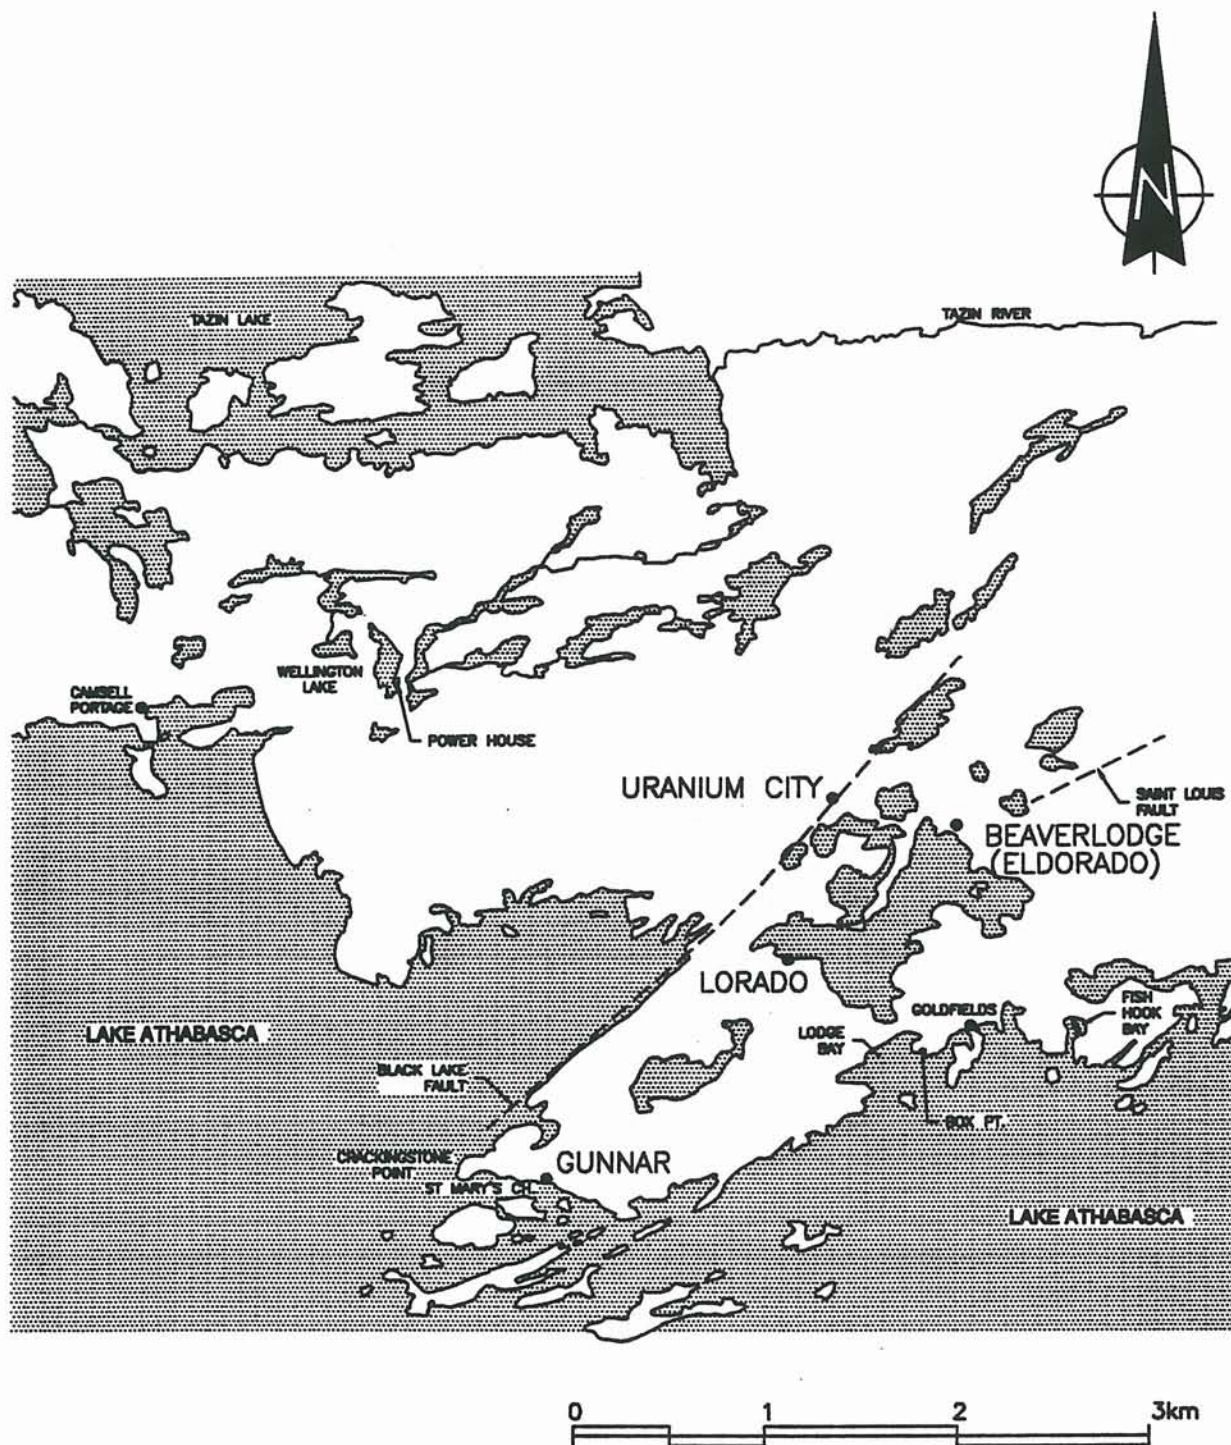 N
TAZIN LAKE
TAZIN RIVER
WELLINGTON
LAKE
CAMSELL
PORTAGE
POWER HOUSE
URANIUM CITY
SAINT LOUIS
FAULT
BEAVERLODGE
(ELDORADO)
LORADO
GOLDFIELDS
FISH
HOOK
BAY
LODGE
BAY
LAKE ATHABASCA
BLACK LAKE
FAULT
BOX PT.
CRACKINGSTONE
POINT
GUNNAR
ST MARY'S CH.
LAKE ATHABASCA
0 1 2 3km